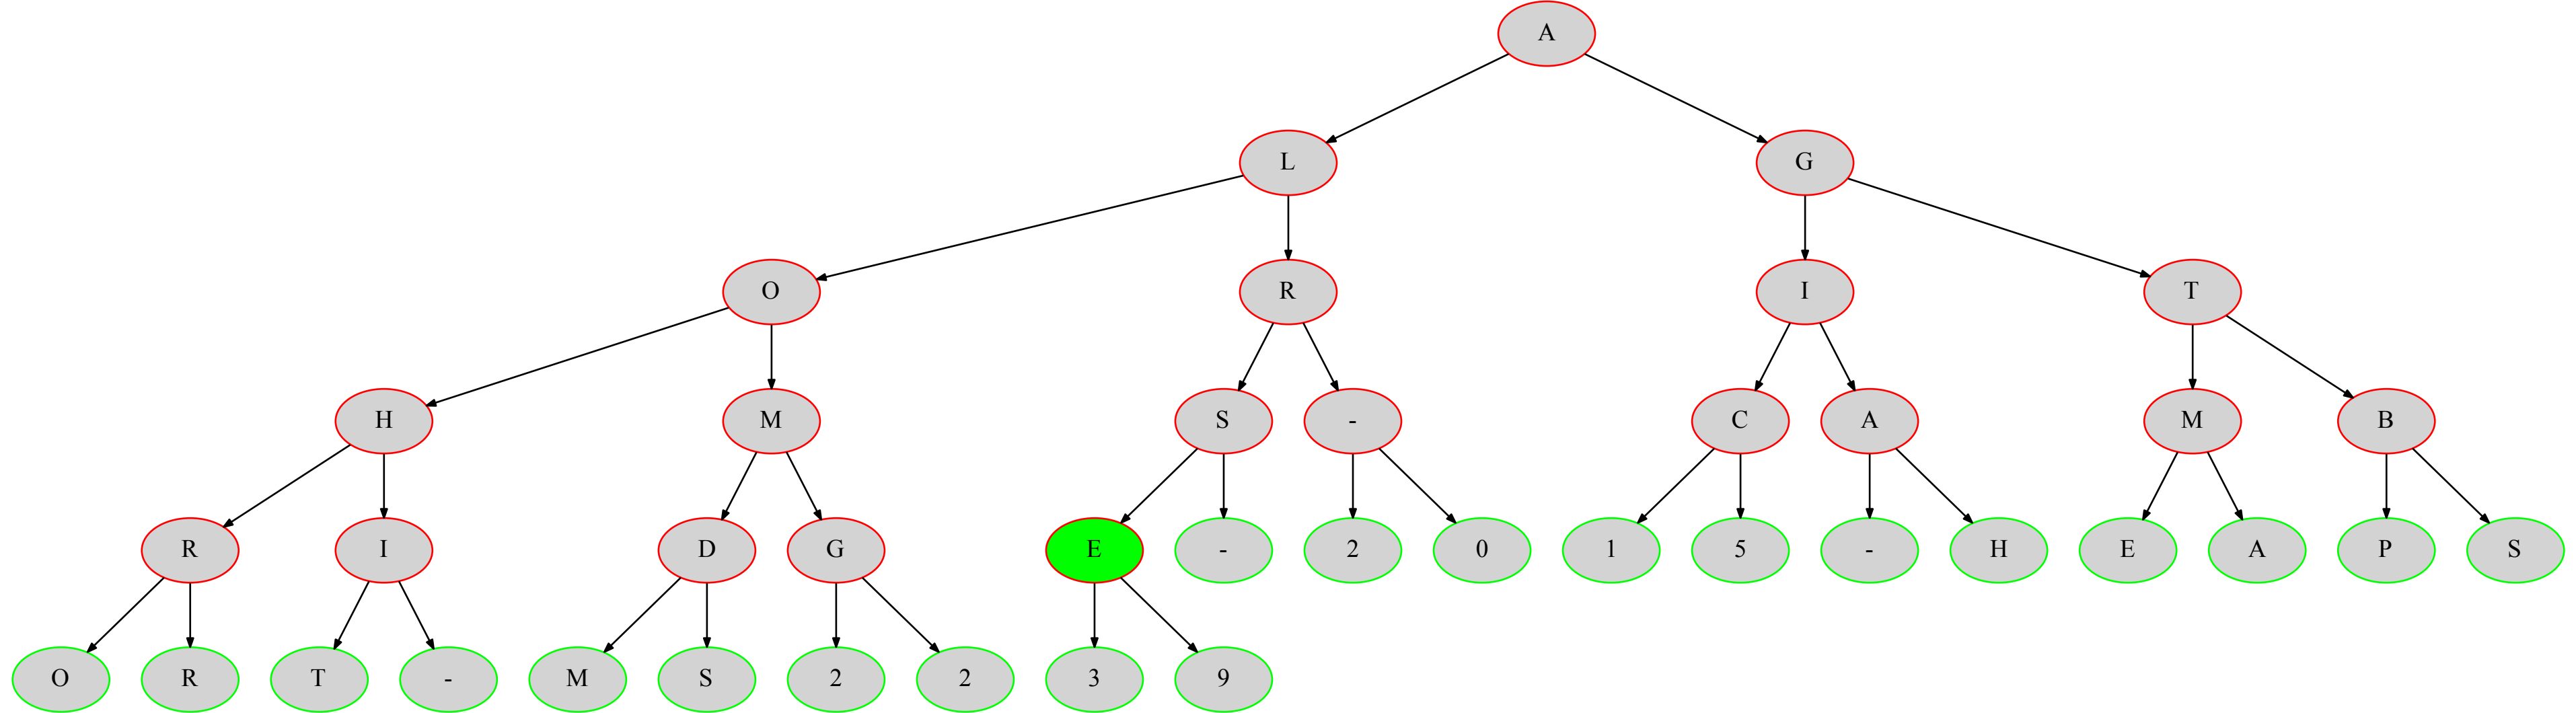 A
L G
O R I T
H M S - C A M B
R I D G E - 2 0 1 5 - H E A P S
O R T - M S 2 2 3 9